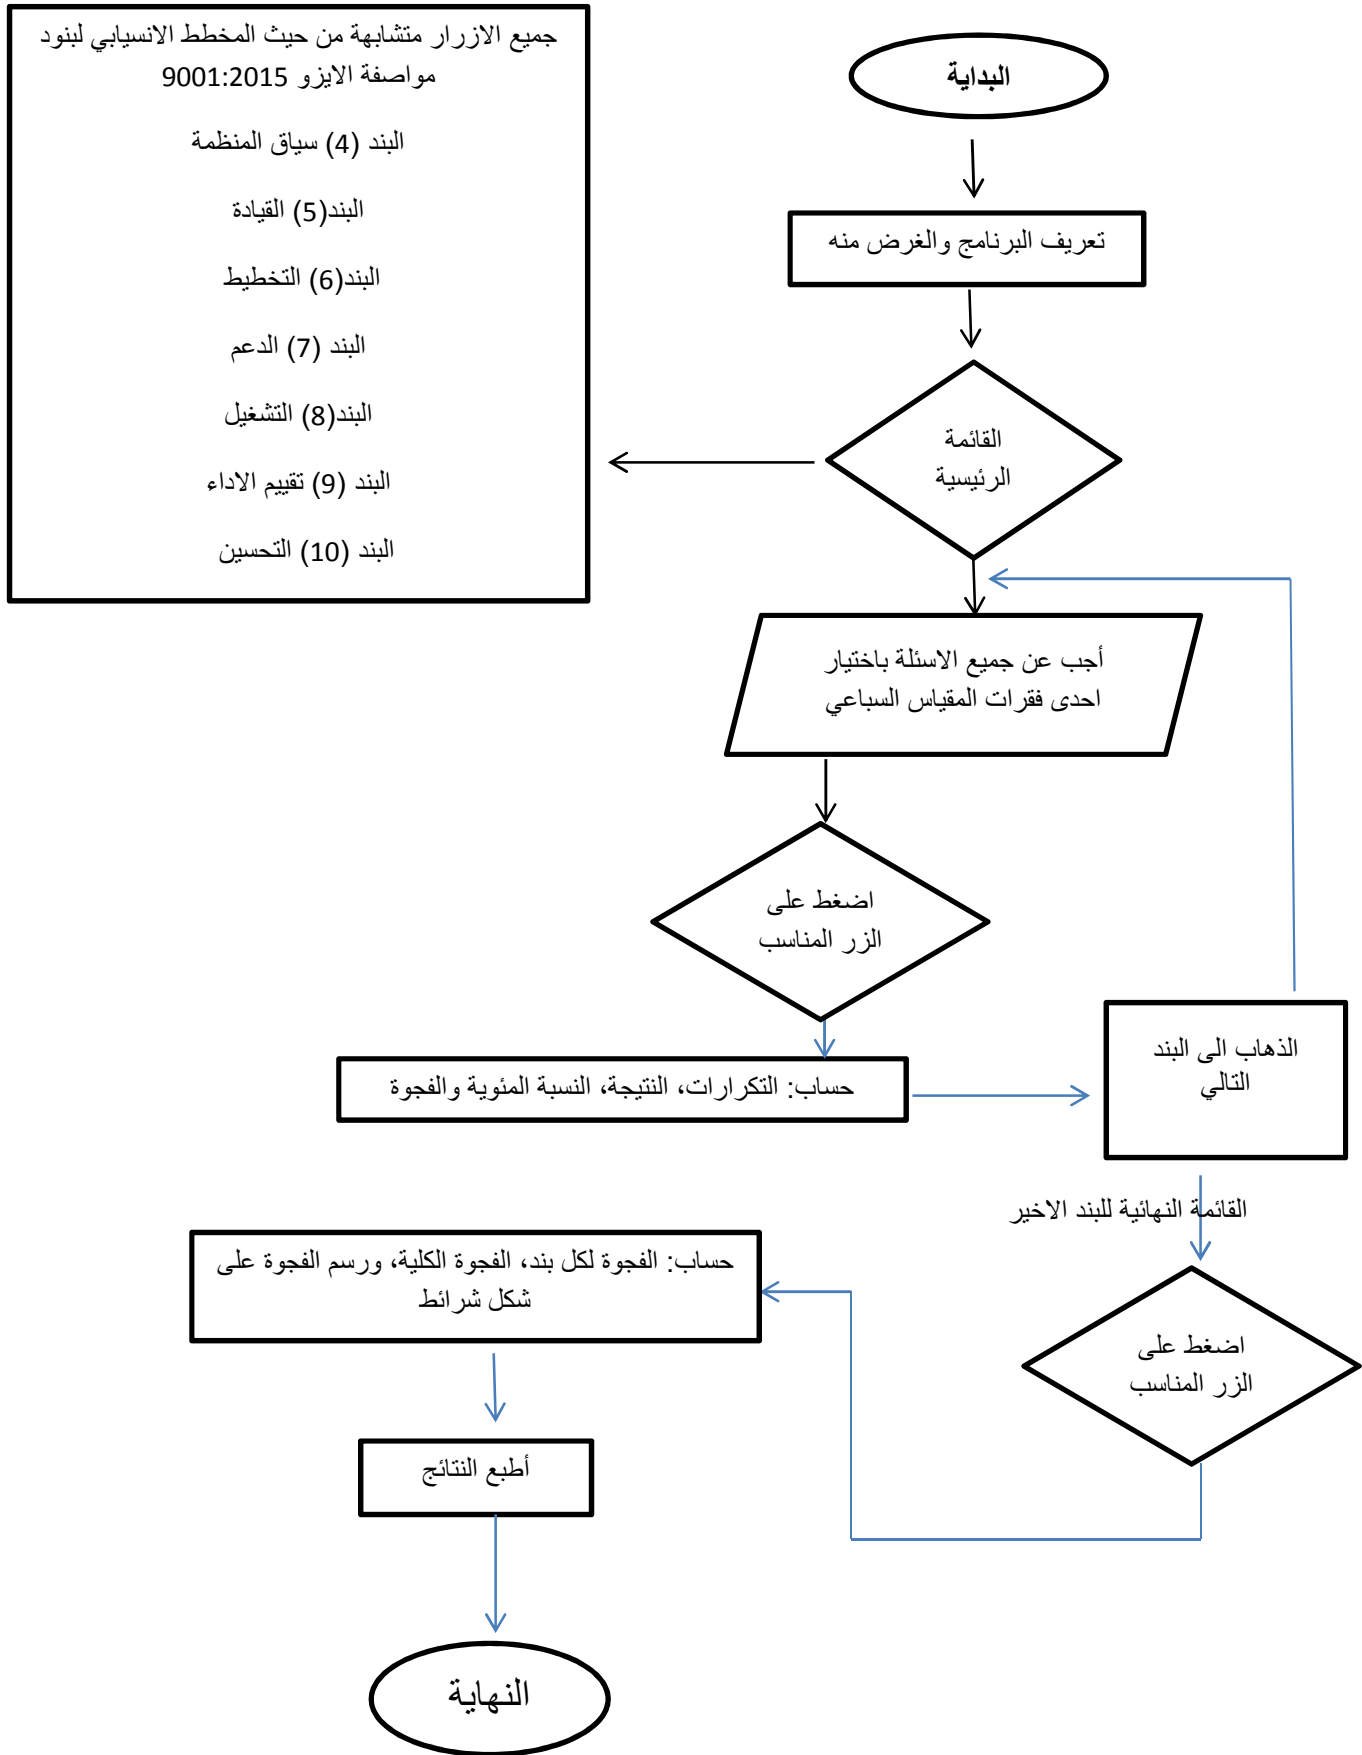 جميع الازرار متشابهة من حيث المخطط الانسيابي لبنود
مواصفة الايزو 9001:2015
البند (4) سياق المنظمة
البند(5) القيادة
البند(6) التخطيط
البند (7) الدعم
البند(8) التشغيل
البند (9) تقييم الاداء
البند (10) التحسين
البداية
تعريف البرنامج والغرض منه
القائمة
الرئيسية
أجب عن جميع الاسئلة باختيار
احدى فقرات المقياس السباعي
اضغط على
الزر المناسب
حساب: التكرارات، النتيجة، النسبة المئوية والفجوة
الذهاب الى البند
التالي
القائمة النهائية للبند الاخير
اضغط على
الزر المناسب
حساب: الفجوة لكل بند، الفجوة الكلية، ورسم الفجوة على
شكل شرائط
أطبع النتائج
النهاية